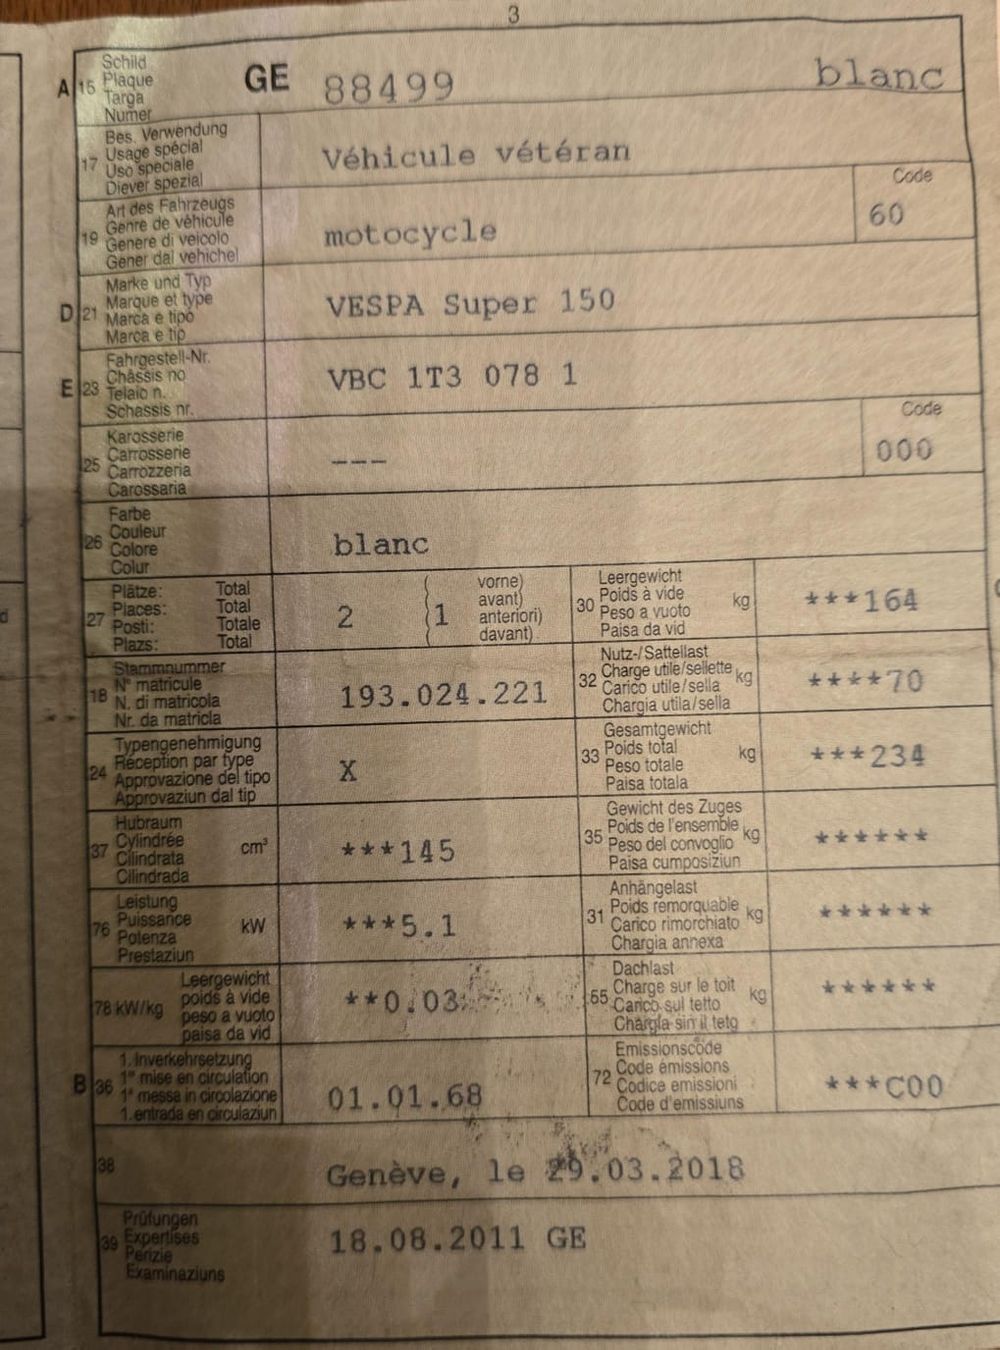 3
A 15 Schild
Plaque
Targa
Numer
GE 88499 blanc
17 Bes. Verwendung
Usage spécial
Uso speciale
Diever spezial
Véhicule vétéran
19 Art des Fahrzeugs
Genre de véhicule
Genere di veicolo
Gener dal vehichel
motocycle
Code
60
D 21 Marke und Typ
Marque et type
Marca e tipo
Marca e tip
VESPA Super 150
E 23 Fahrgestell-Nr.
Châssis no
Telaio n.
Schassis nr.
VBC 1T3 078 1
25 Karosserie
Carrosserie
Carrozzeria
Carossaria
---
Code
000
26 Farbe
Couleur
Colore
Colur
blanc
27 Plätze: Total
Places: Total
Posti: Totale
Plazs: Total
2
( 1 vorne)
avant)
anteriori)
davant)
30 Leergewicht
Poids à vide
Peso a vuoto
Paisa da vid
kg
***164
18 Stammnummer
N° matricule
N. di matricola
Nr. da matricla
193.024.221
32 Nutz-/Sattellast
Charge utile/sellette
Carico utile/sella
Chargia utila/sella
kg
****70
24 Typengenehmigung
Réception par type
Approvazione del tipo
Approvaziun dal tip
X
33 Gesamtgewicht
Poids total
Peso totale
Paisa totala
kg
***234
37 Hubraum
Cylindrée
Cilindrata
Cilindrada
cm³
***145
35 Gewicht des Zuges
Poids de l'ensemble
Peso del convoglio
Paisa cumposiziun
kg
******
76 Leistung
Puissance
Potenza
Prestaziun
kW
***5.1
31 Anhängelast
Poids remorquable
Carico rimorchiato
Chargia annexa
kg
******
78 kW/kg Leergewicht
poids à vide
peso a vuoto
paisa da vid
**0.03
55 Dachlast
Charge sur le toit
Carico sul tetto
Chargia sin il tetg
kg
******
B 36 1. Inverkehrsetzung
1re mise en circulation
1a messa in circolazione
1. entrada en circulaziun
01.01.68
72 Emissionscode
Code émissions
Codice emissioni
Code d'emissiuns
***C00
38
Genève, le 29.03.2018
39 Prüfungen
Expertises
Perizie
Examinaziuns
18.08.2011 GE